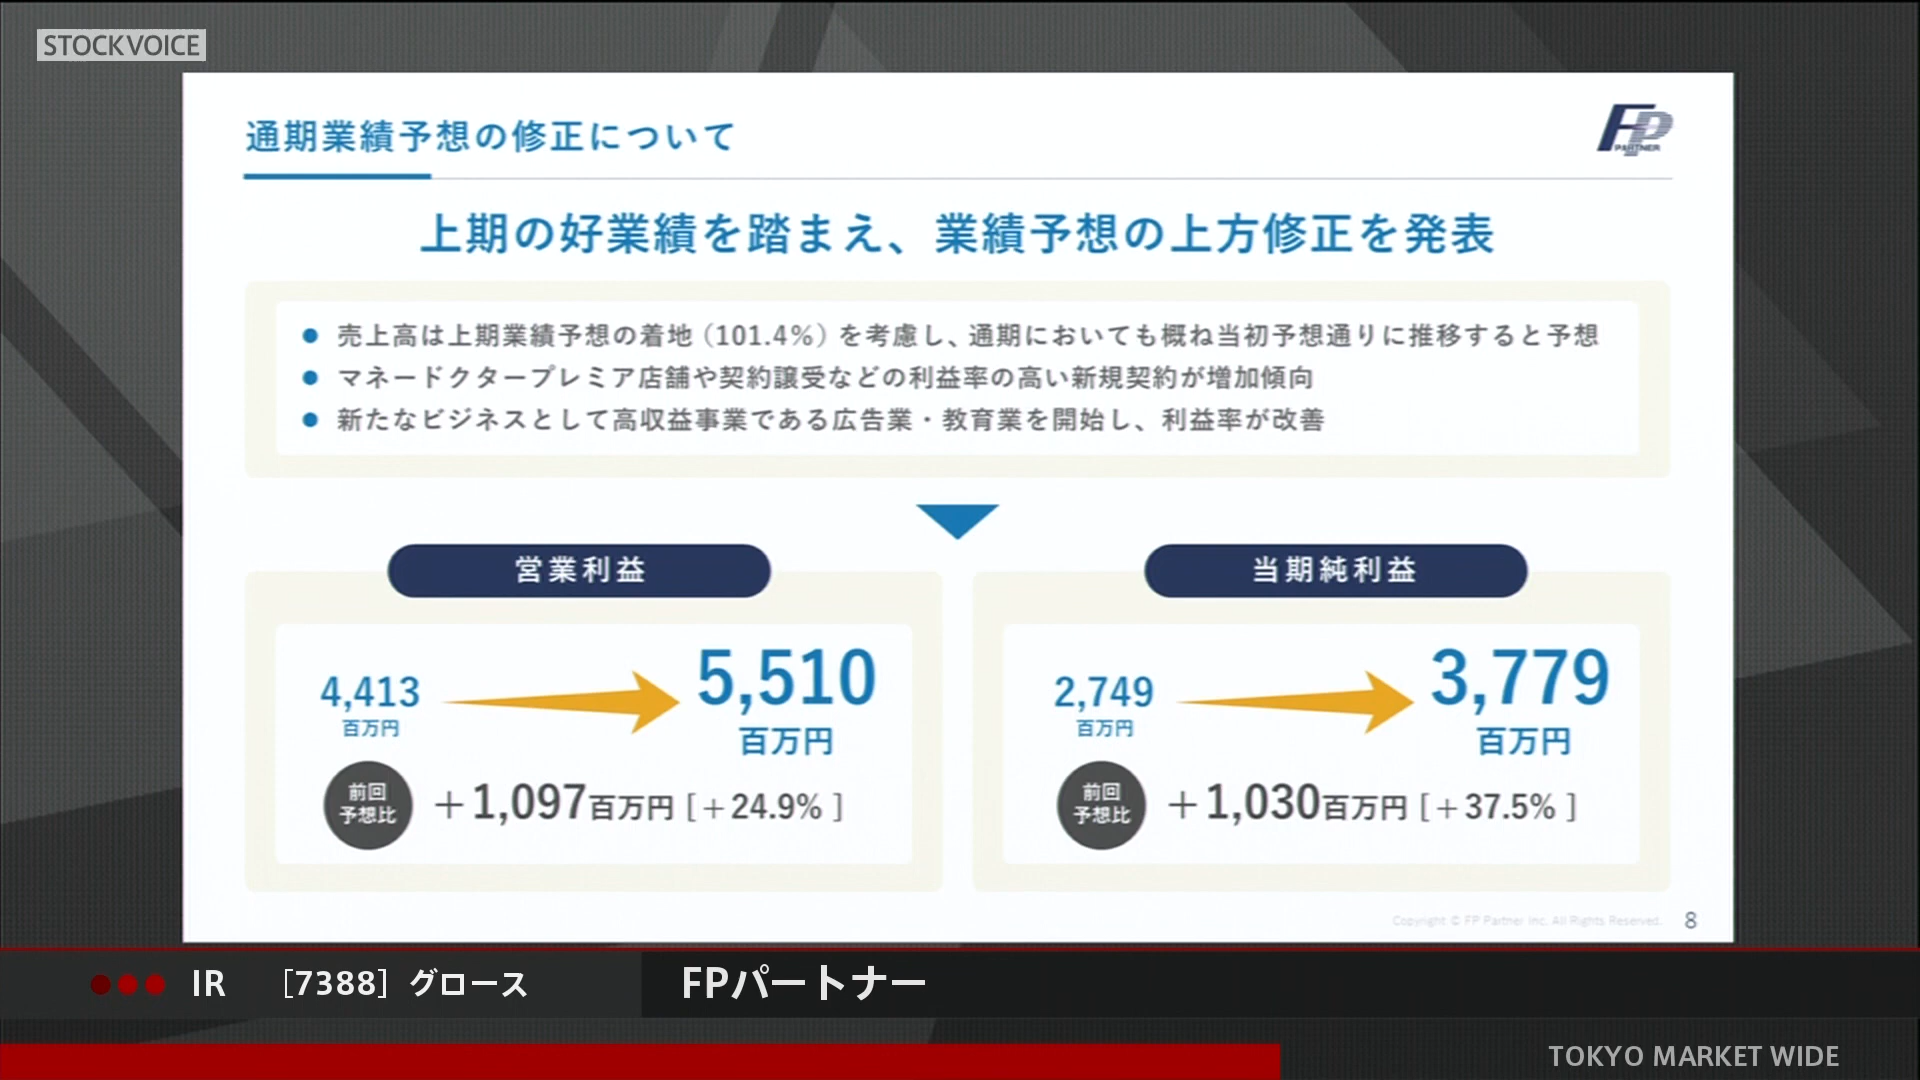 STOCKVOICE
通期業績予想の修正について
FP
PARTNER
上期の好業績を踏まえ、業績予想の上方修正を発表
● 売上高は上期業績予想の着地（101.4%）を考慮し、通期においても概ね当初予想通りに推移すると予想
● マネードクタープレミア店舗や契約譲受などの利益率の高い新規契約が増加傾向
● 新たなビジネスとして高収益事業である広告業・教育業を開始し、利益率が改善
営業利益
4,413
百万円
5,510
百万円
前回
予想比
＋1,097百万円［＋24.9%］
当期純利益
2,749
百万円
3,779
百万円
前回
予想比
＋1,030百万円［＋37.5%］
Copyright © FP Partner Inc. All Rights Reserved.
8
IR ［7388］グロース FPパートナー
TOKYO MARKET WIDE